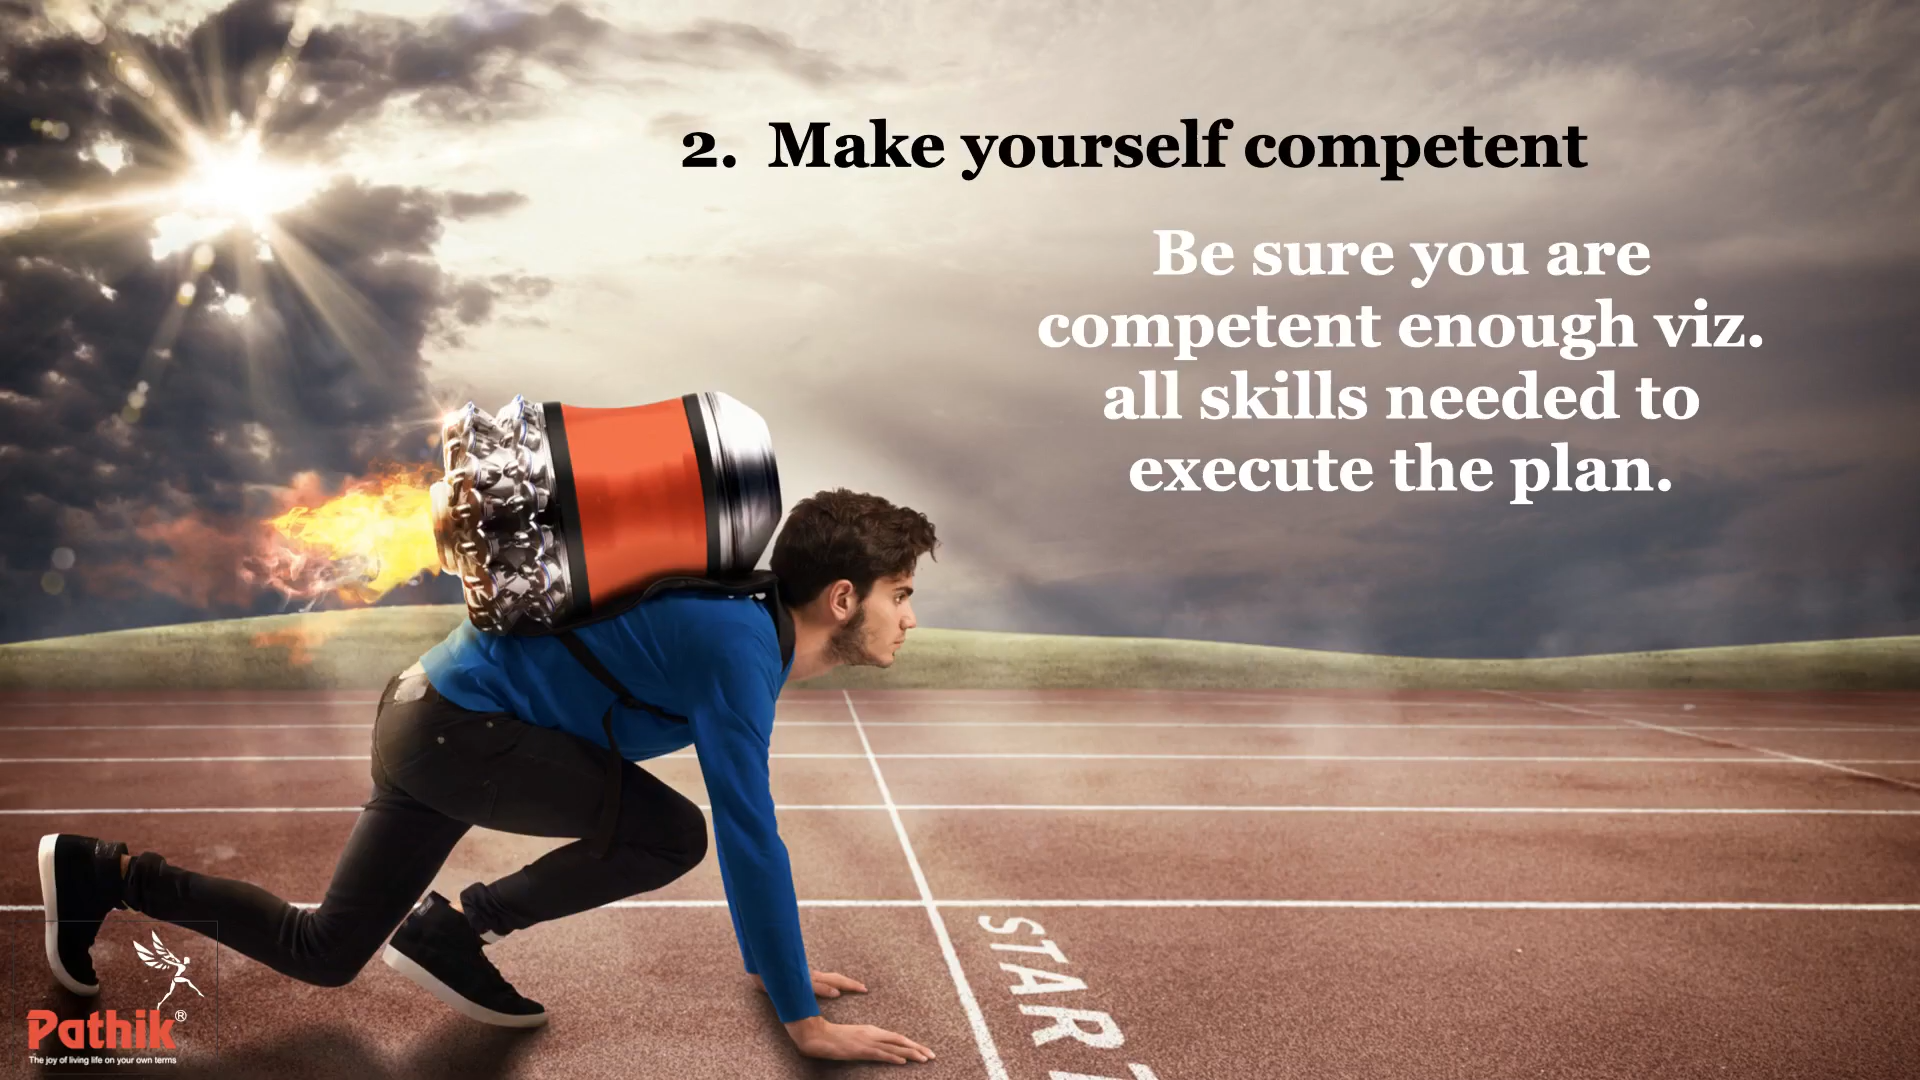 2. Make yourself competent
Be sure you are
competent enough viz.
all skills needed to
execute the plan.
START
Pathik®
The joy of living life on your own terms